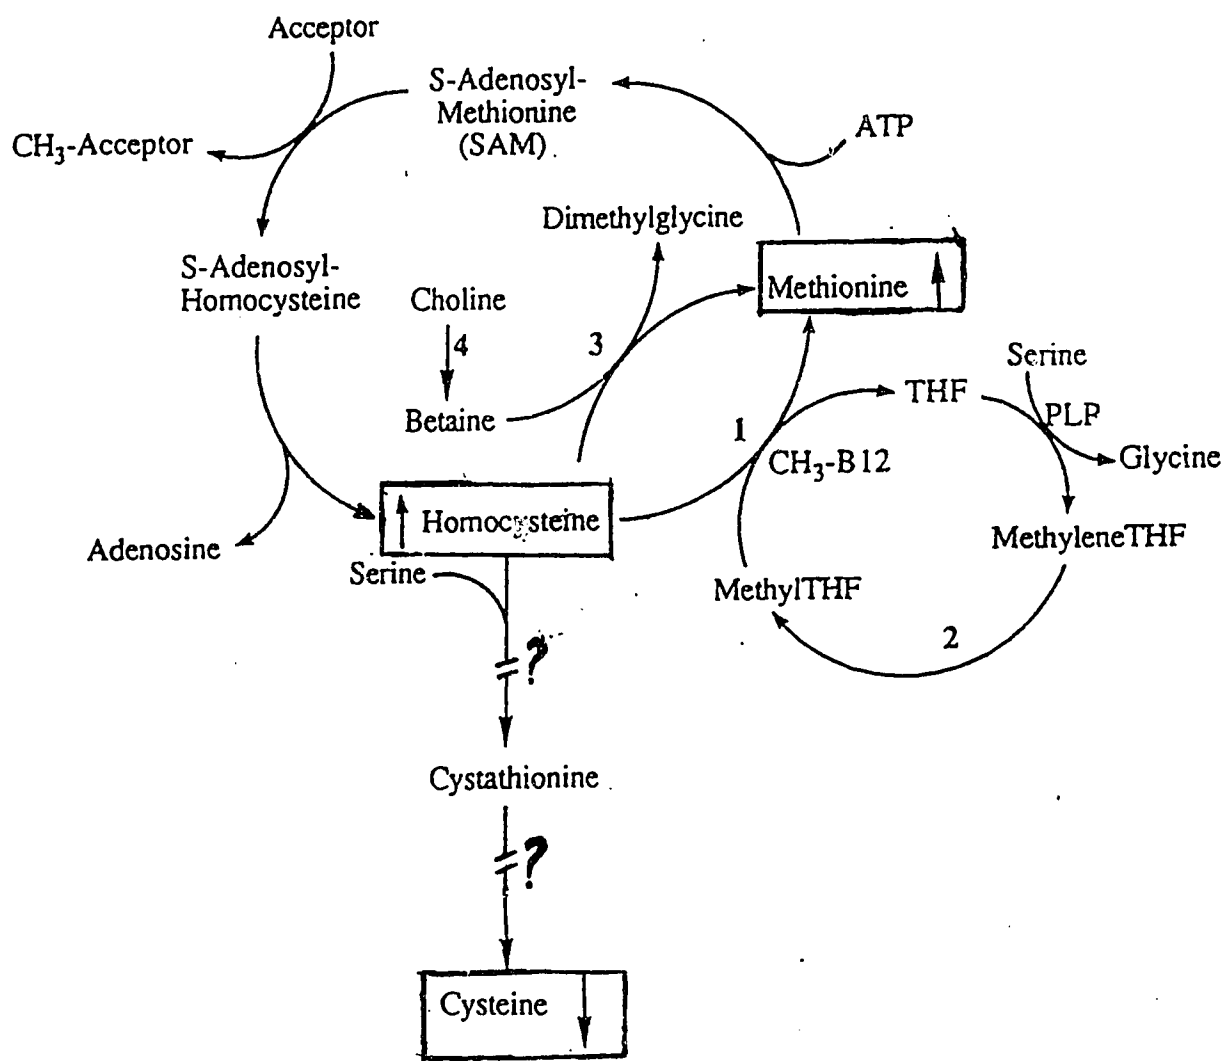 Acceptor
S-Adenosyl-
Methionine
(SAM)
ATP
CH3-Acceptor
Dimethylglycine
S-Adenosyl-
Homocysteine
Choline
Methionine
4
3
Serine
THF
PLP
Betaine
1
CH3-B12
Glycine
Homocysteine
Adenosine
Serine
MethyleneTHF
MethylTHF
2
?
Cystathionine
?
Cysteine